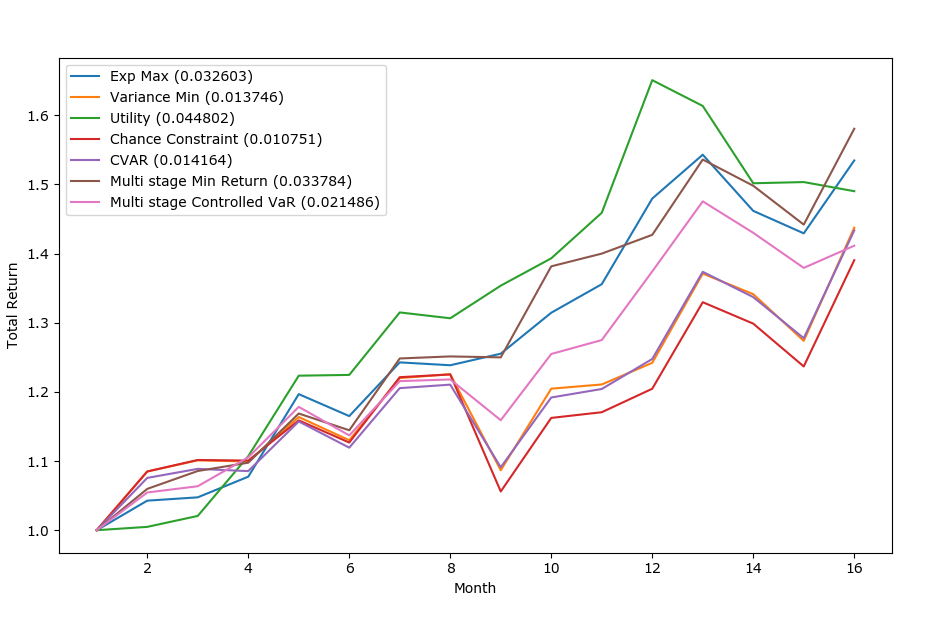 Exp Max (0.032603)
Variance Min (0.013746)
Utility (0.044802)
Chance Constraint (0.010751)
CVAR (0.014164)
Multi stage Min Return (0.033784)
Multi stage Controlled VaR (0.021486)
Total Return
1.6
1.5
1.4
1.3
1.2
1.1
1.0
2 4 6 8 10 12 14 16
Month